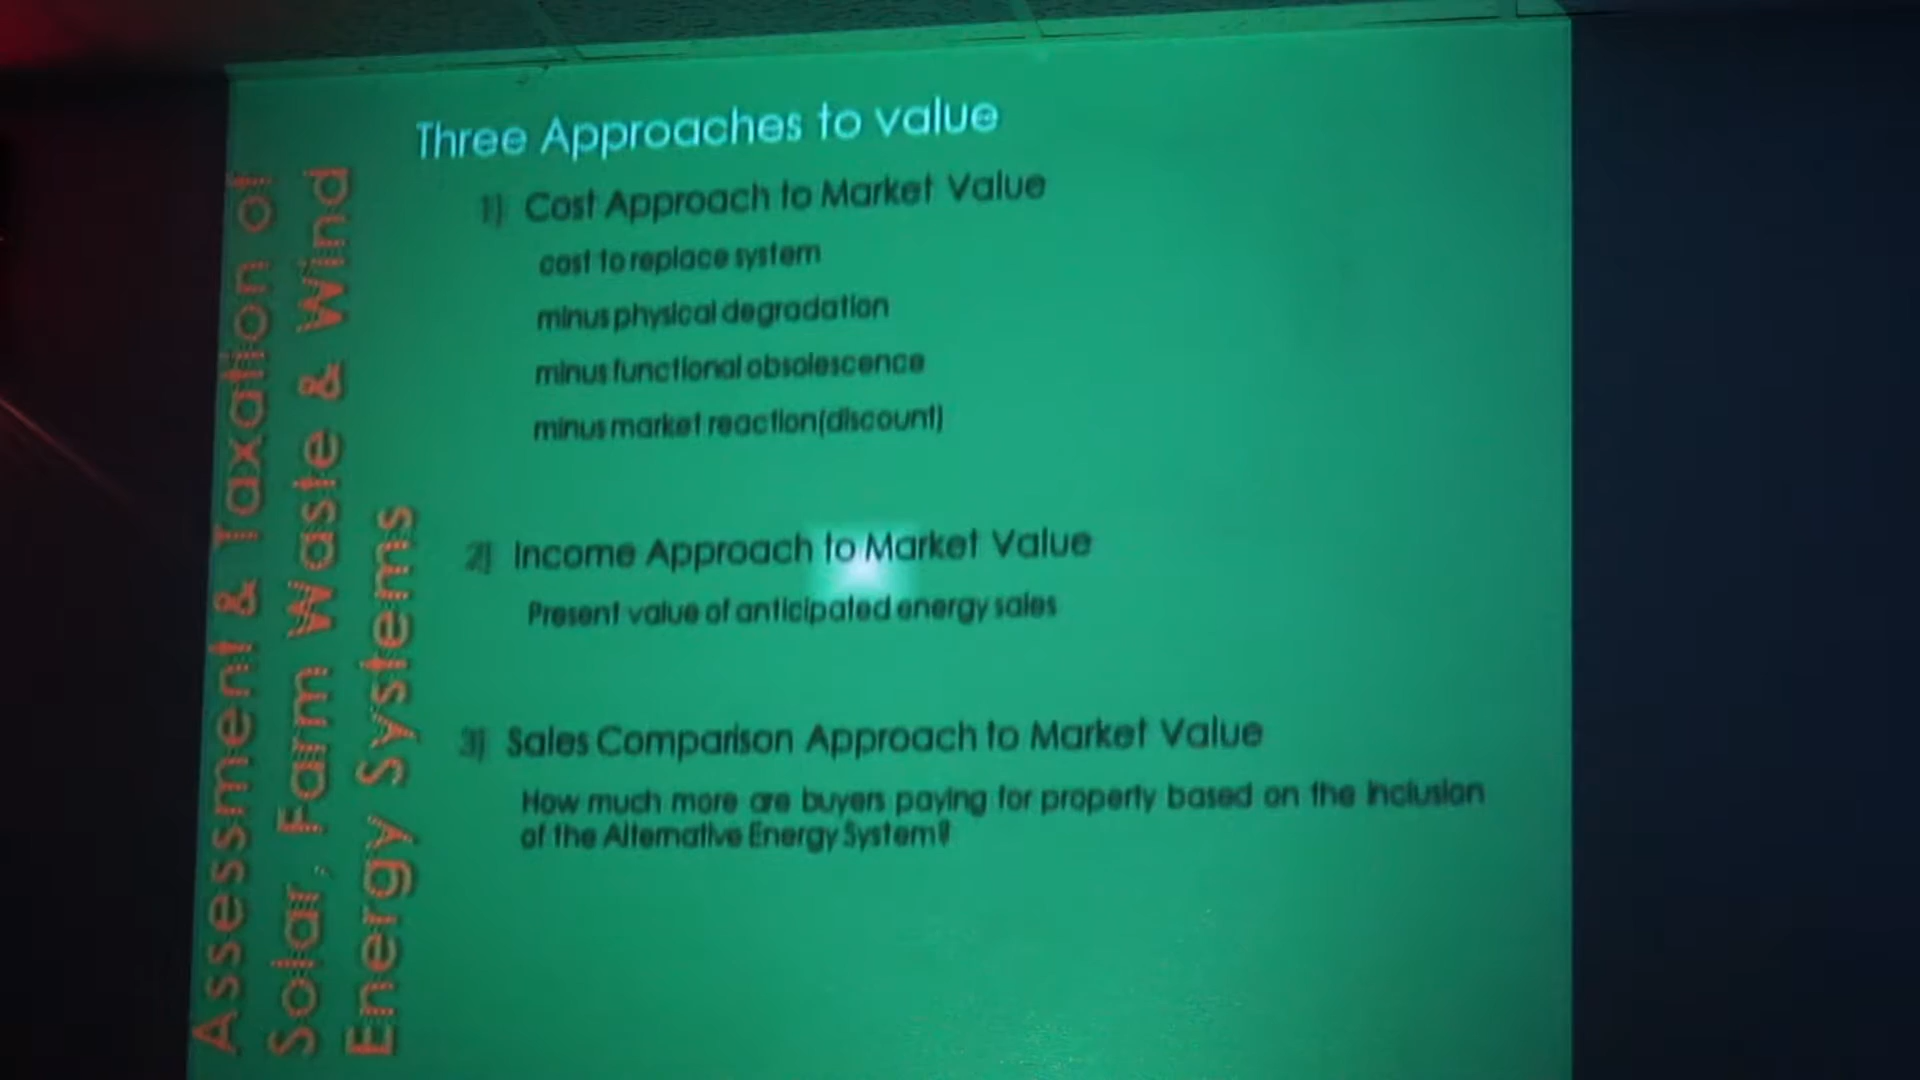 Assessment & Taxation of
Solar, Farm Waste & Wind
Energy Systems
Three Approaches to value
1) Cost Approach to Market Value
cost to replace system
minus physical degradation
minus functional obsolescence
minus market reaction(discount)
2) Income Approach to Market Value
Present value of anticipated energy sales
3) Sales Comparison Approach to Market Value
How much more are buyers paying for property based on the inclusion
of the Alternative Energy System?